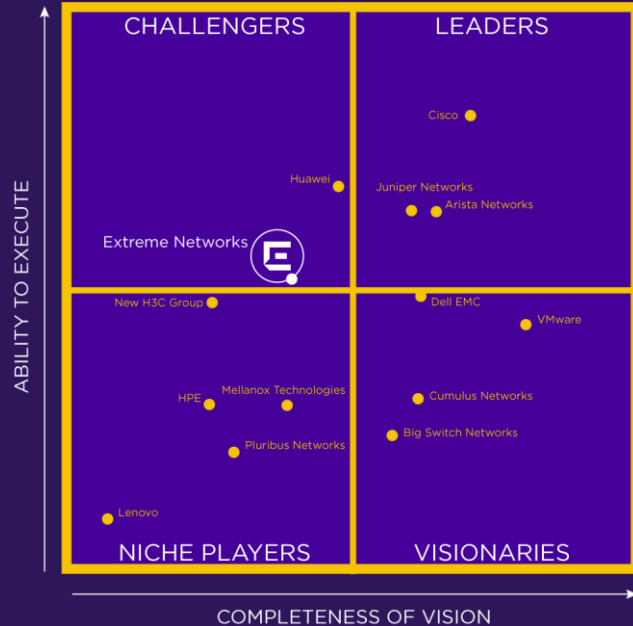 CHALLENGERS
LEADERS
Cisco
Huawei
Juniper Networks
Arista Networks
Extreme Networks
E
New H3C Group
Dell EMC
VMware
HPE
Mellanox Technologies
Cumulus Networks
Pluribus Networks
Big Switch Networks
Lenovo
NICHE PLAYERS
VISIONARIES
ABILITY TO EXECUTE
COMPLETENESS OF VISION